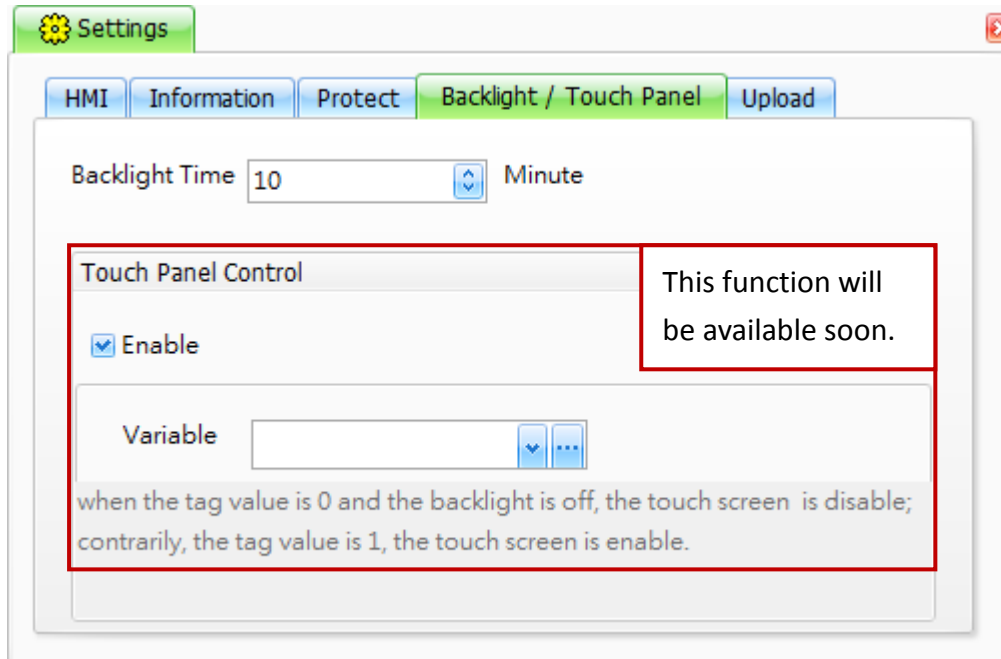 Settings
HMI Information Protect Backlight / Touch Panel Upload
Backlight Time 10 Minute
Touch Panel Control
This function will
be available soon.
Enable
Variable
when the tag value is 0 and the backlight is off, the touch screen is disable;
contrarily, the tag value is 1, the touch screen is enable.